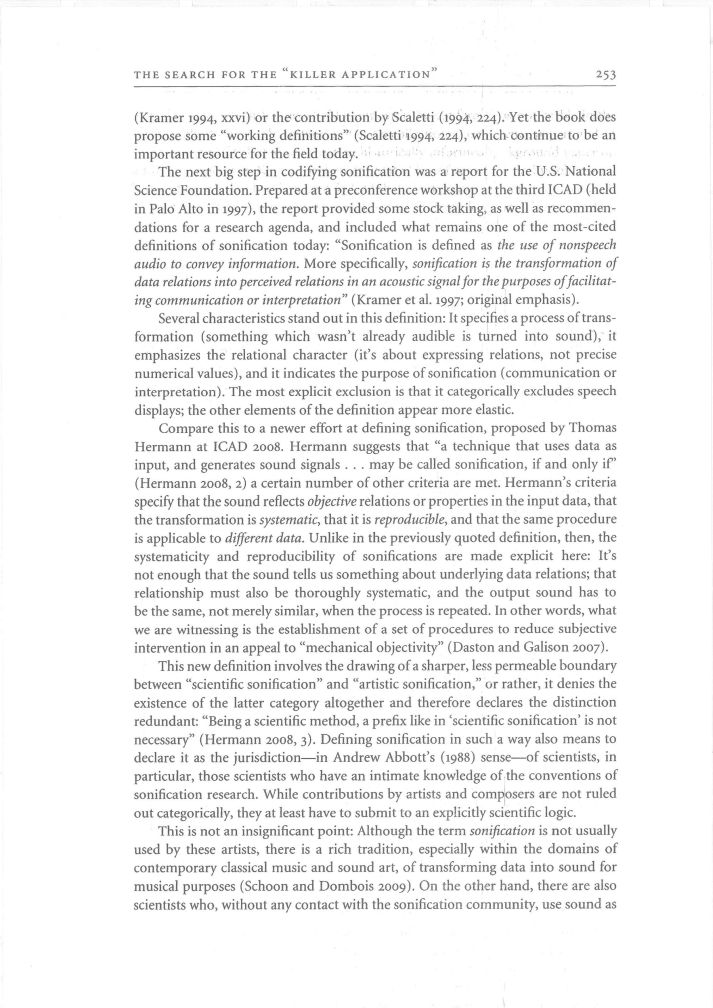 THE SEARCH FOR THE “KILLER APPLICATION” 253
(Kramer 1994, xxvi) or the contribution by Scaletti (1994, 224). Yet the book does
propose some “working definitions” (Scaletti 1994, 224), which continue to be an
important resource for the field today.
The next big step in codifying sonification was a report for the U.S. National
Science Foundation. Prepared at a preconference workshop at the third ICAD (held
in Palo Alto in 1997), the report provided some stock taking, as well as recommen-
dations for a research agenda, and included what remains one of the most-cited
definitions of sonification today: “Sonification is defined as the use of nonspeech
audio to convey information. More specifically, sonification is the transformation of
data relations into perceived relations in an acoustic signal for the purposes of facilitat-
ing communication or interpretation” (Kramer et al. 1997; original emphasis).
Several characteristics stand out in this definition: It specifies a process of trans-
formation (something which wasn’t already audible is turned into sound), it
emphasizes the relational character (it’s about expressing relations, not precise
numerical values), and it indicates the purpose of sonification (communication or
interpretation). The most explicit exclusion is that it categorically excludes speech
displays; the other elements of the definition appear more elastic.
Compare this to a newer effort at defining sonification, proposed by Thomas
Hermann at ICAD 2008. Hermann suggests that “a technique that uses data as
input, and generates sound signals . . . may be called sonification, if and only if”
(Hermann 2008, 2) a certain number of other criteria are met. Hermann’s criteria
specify that the sound reflects objective relations or properties in the input data, that
the transformation is systematic, that it is reproducible, and that the same procedure
is applicable to different data. Unlike in the previously quoted definition, then, the
systematicity and reproducibility of sonifications are made explicit here: It’s
not enough that the sound tells us something about underlying data relations; that
relationship must also be thoroughly systematic, and the output sound has to
be the same, not merely similar, when the process is repeated. In other words, what
we are witnessing is the establishment of a set of procedures to reduce subjective
intervention in an appeal to “mechanical objectivity” (Daston and Galison 2007).
This new definition involves the drawing of a sharper, less permeable boundary
between “scientific sonification” and “artistic sonification,” or rather, it denies the
existence of the latter category altogether and therefore declares the distinction
redundant: “Being a scientific method, a prefix like in ‘scientific sonification’ is not
necessary” (Hermann 2008, 3). Defining sonification in such a way also means to
declare it as the jurisdiction—in Andrew Abbott’s (1988) sense—of scientists, in
particular, those scientists who have an intimate knowledge of the conventions of
sonification research. While contributions by artists and composers are not ruled
out categorically, they at least have to submit to an explicitly scientific logic.
This is not an insignificant point: Although the term sonification is not usually
used by these artists, there is a rich tradition, especially within the domains of
contemporary classical music and sound art, of transforming data into sound for
musical purposes (Schoon and Dombois 2009). On the other hand, there are also
scientists who, without any contact with the sonification community, use sound as